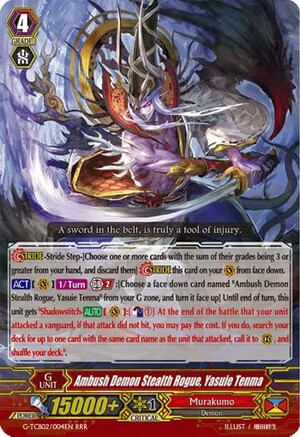 4
GRADE
A sword in the belt, is truly a tool of injury.
STRIDE -Stride Step-[Choose one or more cards with the sum of their grades being 3 or
greater from your hand, and discard them] STRIDE this card on your from face down.
ACT 1/Turn :[Choose a face down card named "Ambush Demon
Stealth Rogue, Yasuie Tenma" from your G zone, and turn it face up] Until end of turn, this
unit gets "Shadowstitch-AUTO : [1] At the end of the battle that your unit
attacked a vanguard, if that attack did not hit, you may pay the cost. If you do, search your
deck for up to one card with the same card name as the unit that attacked, call it to , and
shuffle your deck.".
G
UNIT
Ambush Demon Stealth Rogue, Yasuie Tenma
POWER
15000+
1
CRITICAL
Murakumo
Demon
G-TCB02/004EN RRR
ILLUST / 増田幹生